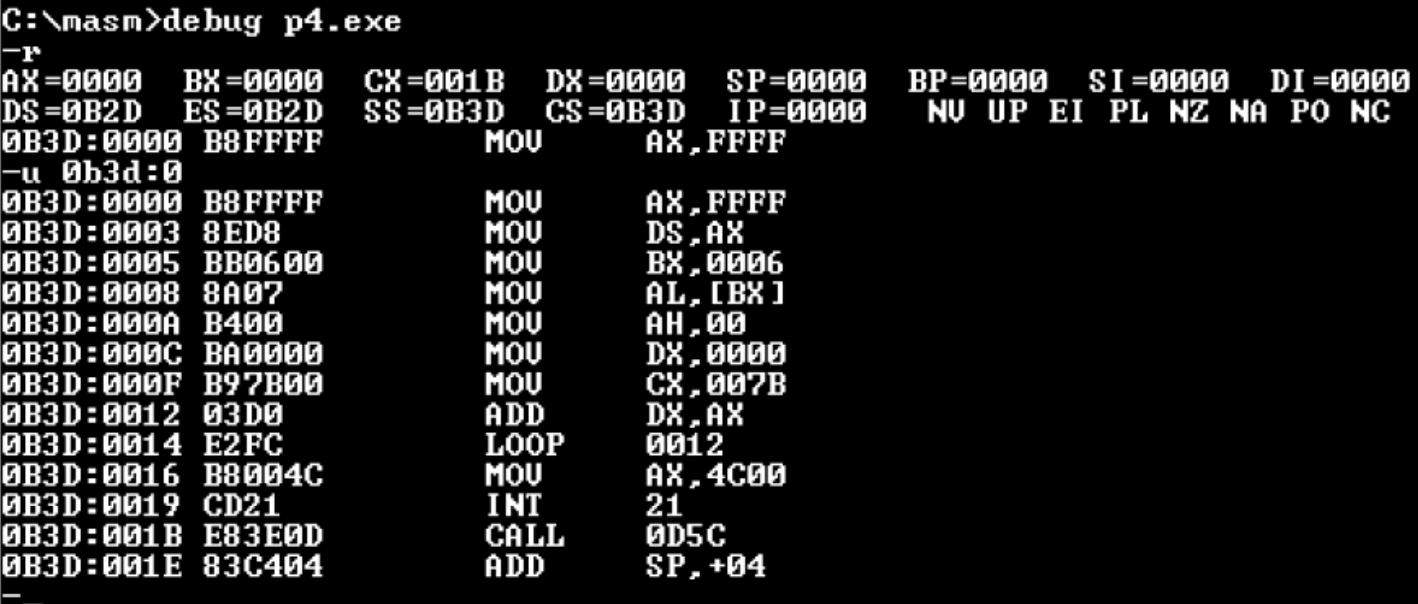 C:\masm>debug p4.exe
-r
AX=0000  BX=0000  CX=001B  DX=0000  SP=0000  BP=0000  SI=0000  DI=0000
DS=0B2D  ES=0B2D  SS=0B3D  CS=0B3D  IP=0000   NV UP EI PL NZ NA PO NC
0B3D:0000 B8FFFF        MOV     AX,FFFF
-u 0b3d:0
0B3D:0000 B8FFFF        MOV     AX,FFFF
0B3D:0003 8ED8          MOV     DS,AX
0B3D:0005 BB0600        MOV     BX,0006
0B3D:0008 8A07          MOV     AL,[BX]
0B3D:000A B400          MOV     AH,00
0B3D:000C BA0000        MOV     DX,0000
0B3D:000F B97B00        MOV     CX,007B
0B3D:0012 03D0          ADD     DX,AX
0B3D:0014 E2FC          LOOP    0012
0B3D:0016 B8004C        MOV     AX,4C00
0B3D:0019 CD21          INT     21
0B3D:001B E83E0D        CALL    0D5C
0B3D:001E 83C404        ADD     SP,+04
-